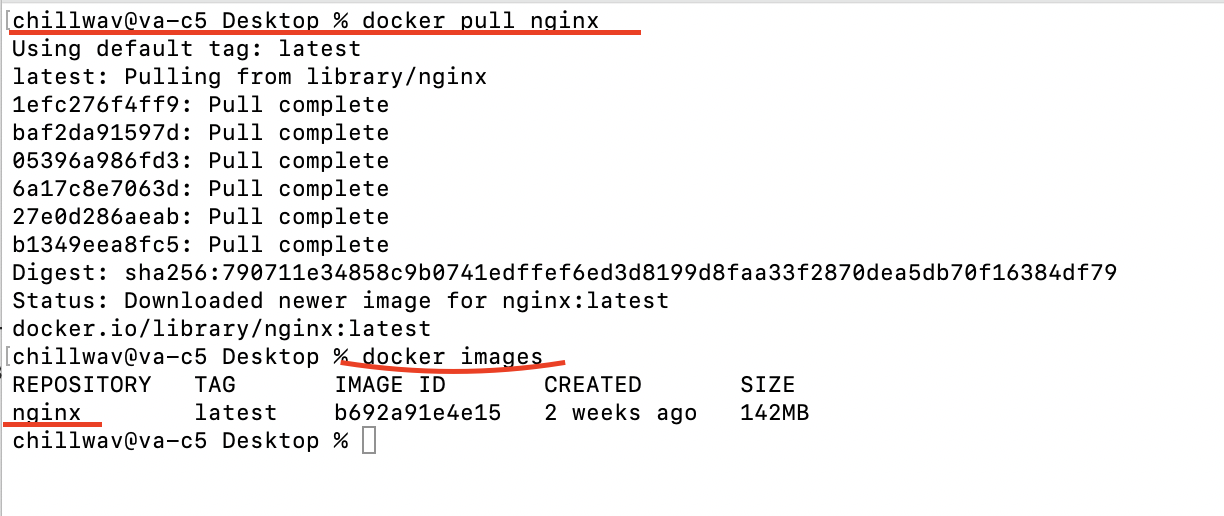 [chillwav@va-c5 Desktop % docker pull nginx
Using default tag: latest
latest: Pulling from library/nginx
1efc276f4ff9: Pull complete
baf2da91597d: Pull complete
05396a986fd3: Pull complete
6a17c8e7063d: Pull complete
27e0d286aeab: Pull complete
b1349eea8fc5: Pull complete
Digest: sha256:790711e34858c9b0741edffef6ed3d8199d8faa33f2870dea5db70f16384df79
Status: Downloaded newer image for nginx:latest
docker.io/library/nginx:latest
[chillwav@va-c5 Desktop % docker images
REPOSITORY TAG IMAGE ID CREATED SIZE
nginx latest b692a91e4e15 2 weeks ago 142MB
chillwav@va-c5 Desktop %